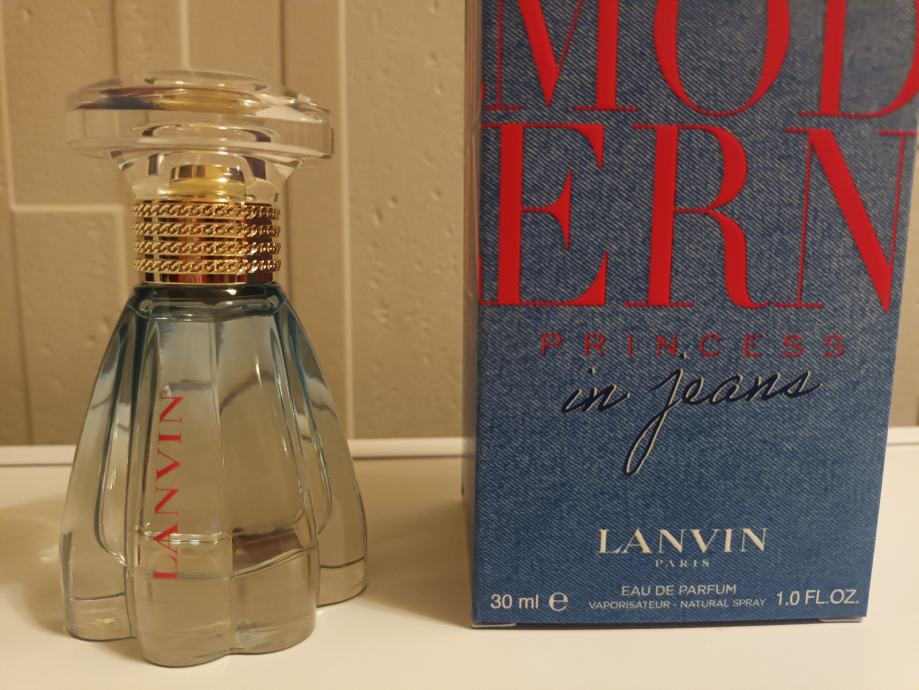 LANVIN
MOD
ERN
PRINCESS
in jeans
LANVIN
PARIS
EAU DE PARFUM
30 ml ℮ VAPORISATEUR - NATURAL SPRAY 1.0 FL.OZ.